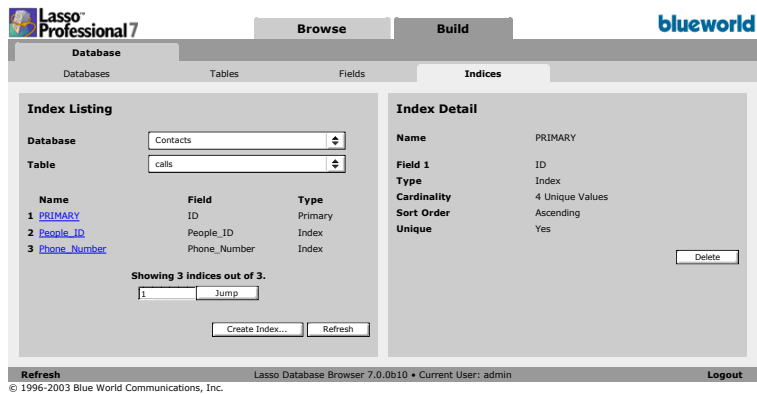 Lasso™
Professional 7
Browse
Build
blueworld
Database
Databases
Tables
Fields
Indices
Index Listing
Database Contacts
Table calls
Name Field Type
1 PRIMARY ID Primary
2 People_ID People_ID Index
3 Phone_Number Phone_Number Index
Showing 3 indices out of 3.
1 Jump
Create Index... Refresh
Index Detail
Name PRIMARY
Field 1 ID
Type Index
Cardinality 4 Unique Values
Sort Order Ascending
Unique Yes
Delete
Refresh Lasso Database Browser 7.0.0b10 • Current User: admin Logout
© 1996-2003 Blue World Communications, Inc.